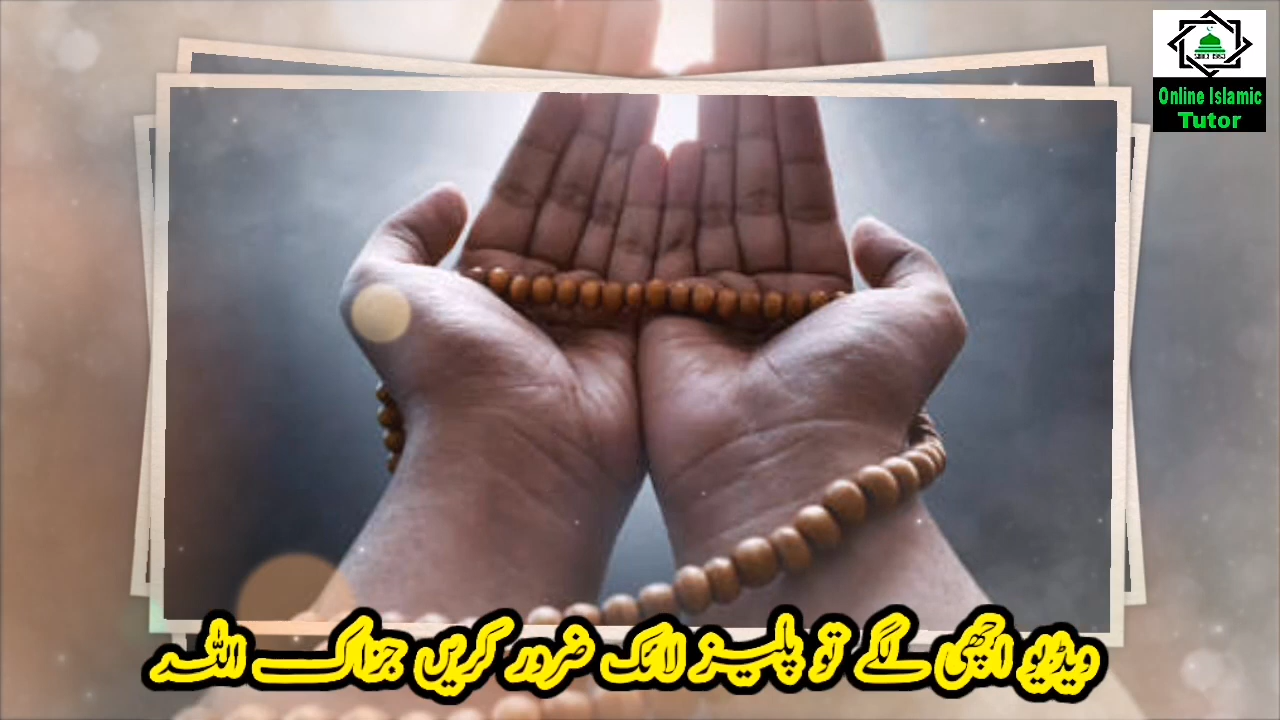 Online Islamic
Tutor
ویڈیو اچھی لگے تو پلیز لائک ضرور کریں جزاک اللہ